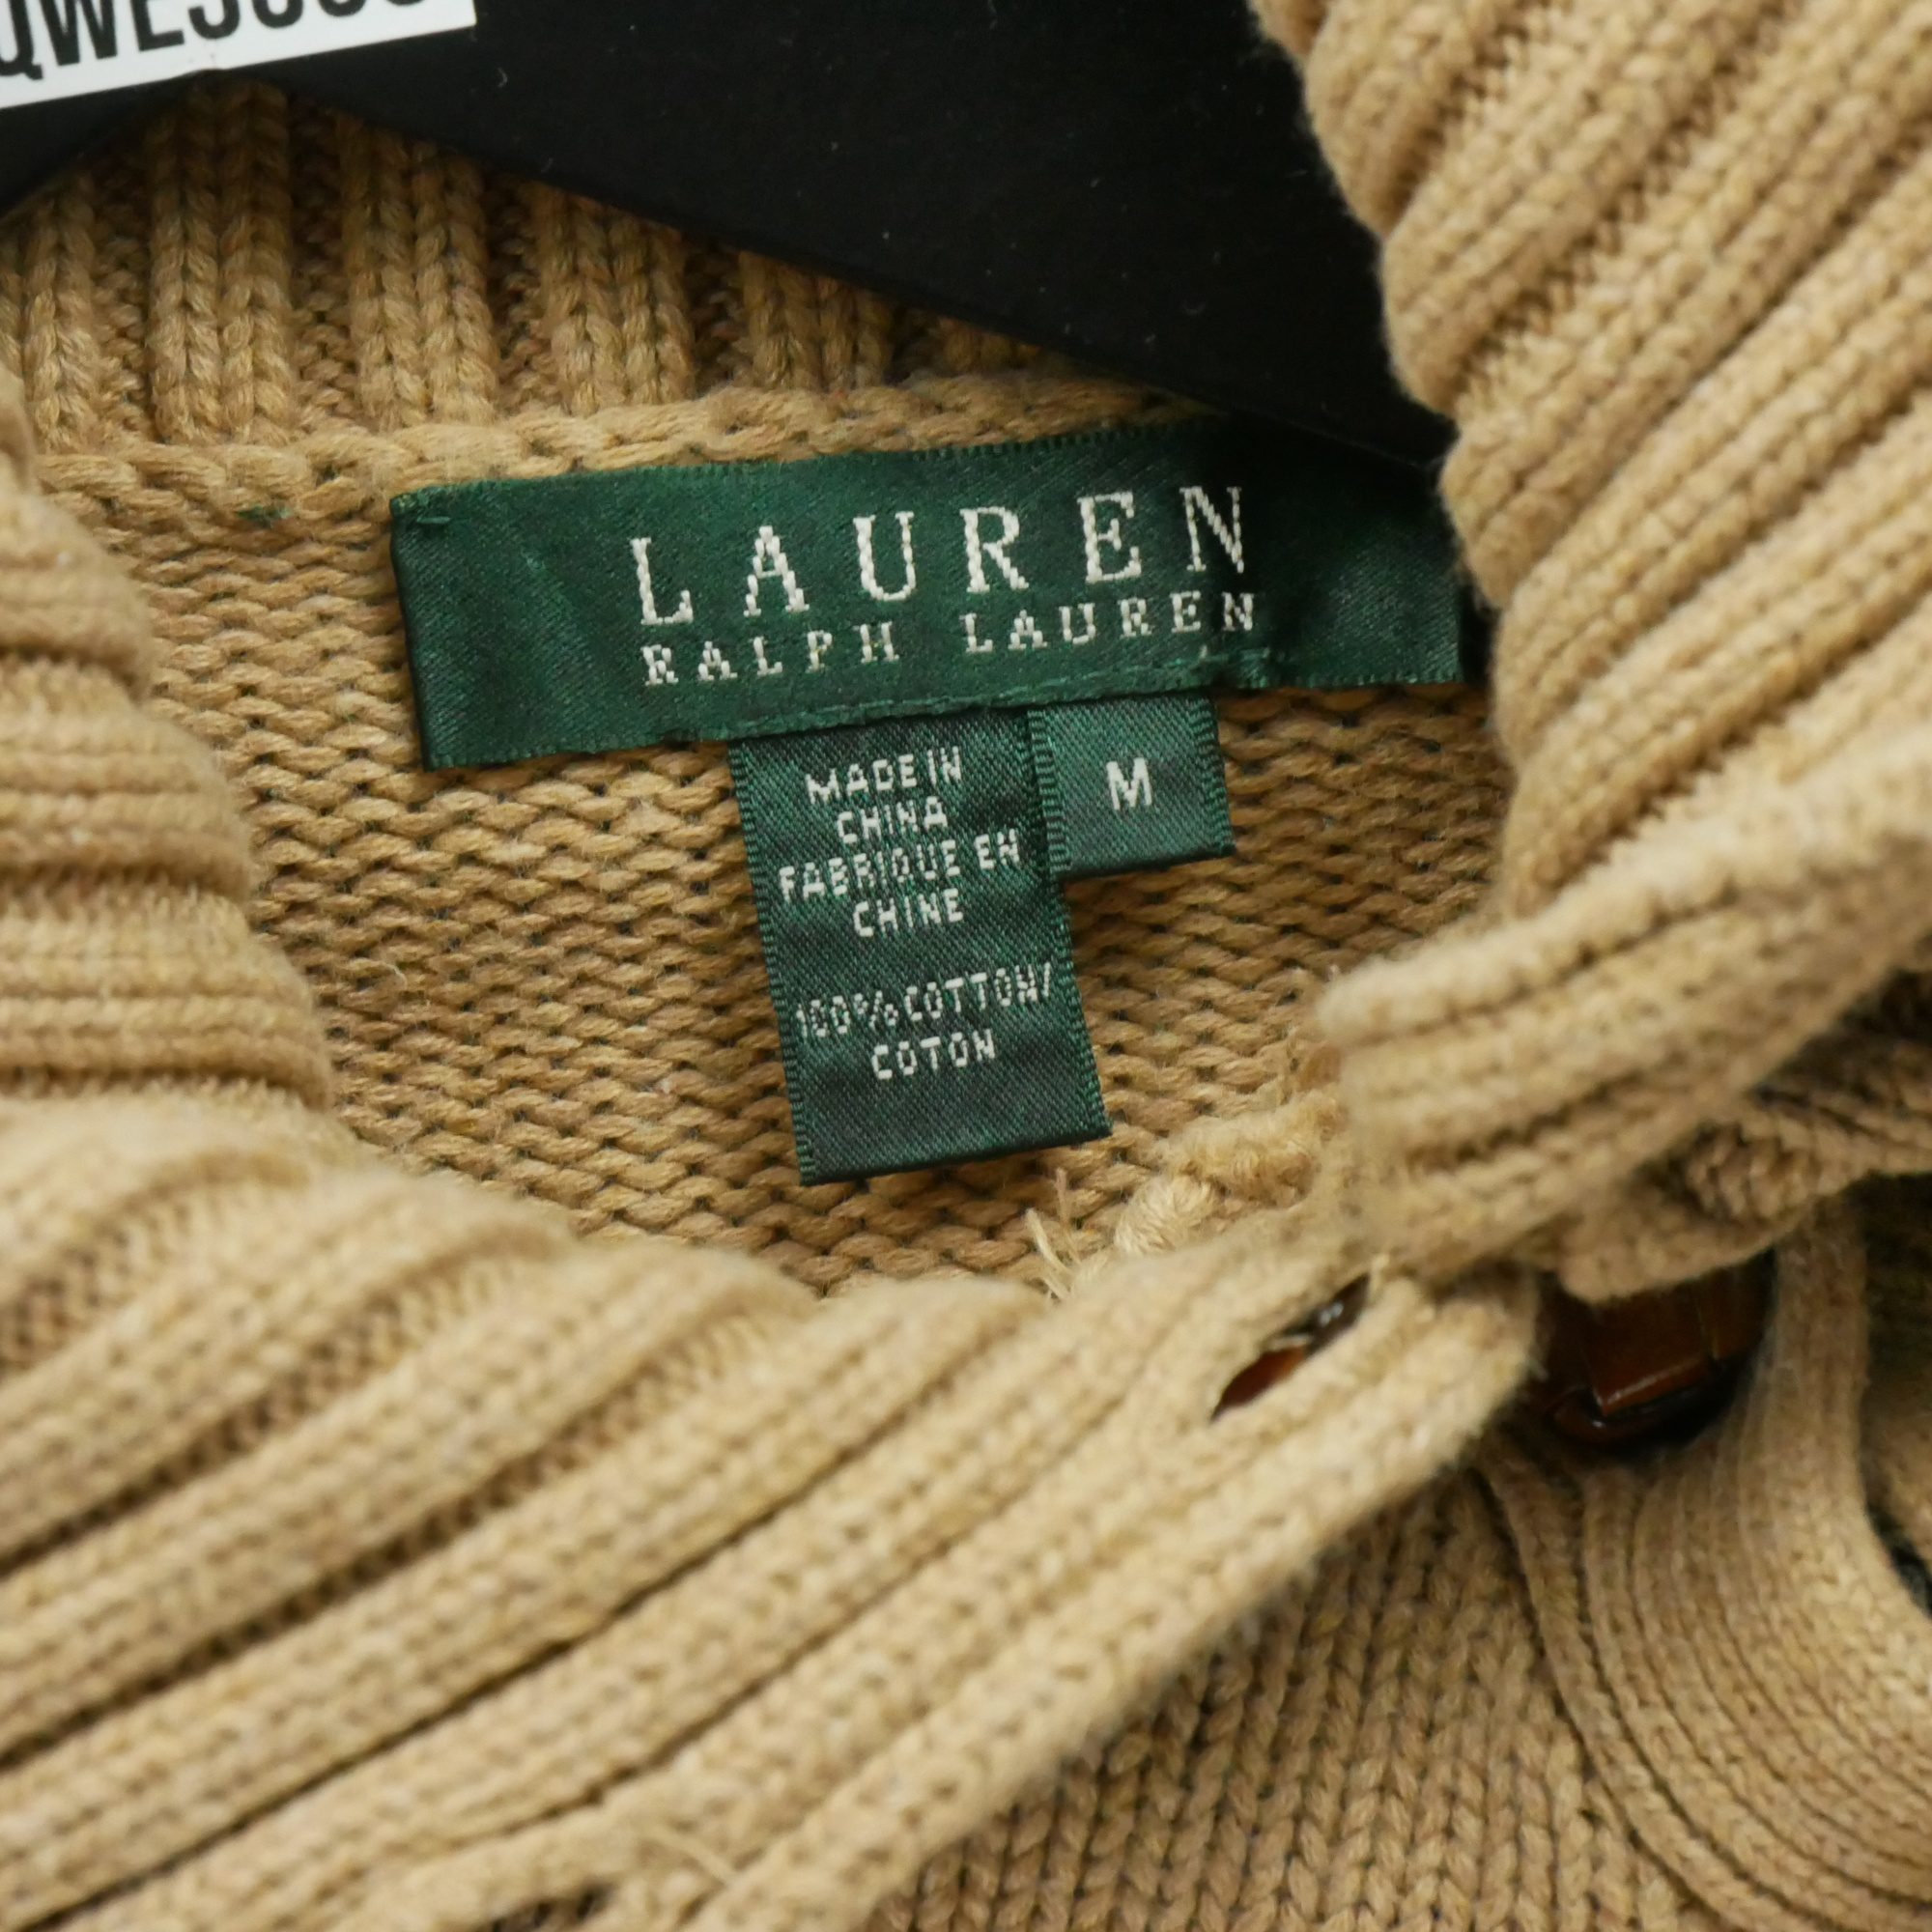 LAUREN
RALPH LAUREN
MADE IN
CHINA
FABRIQUE EN
CHINE
100% COTTON/
COTON
M